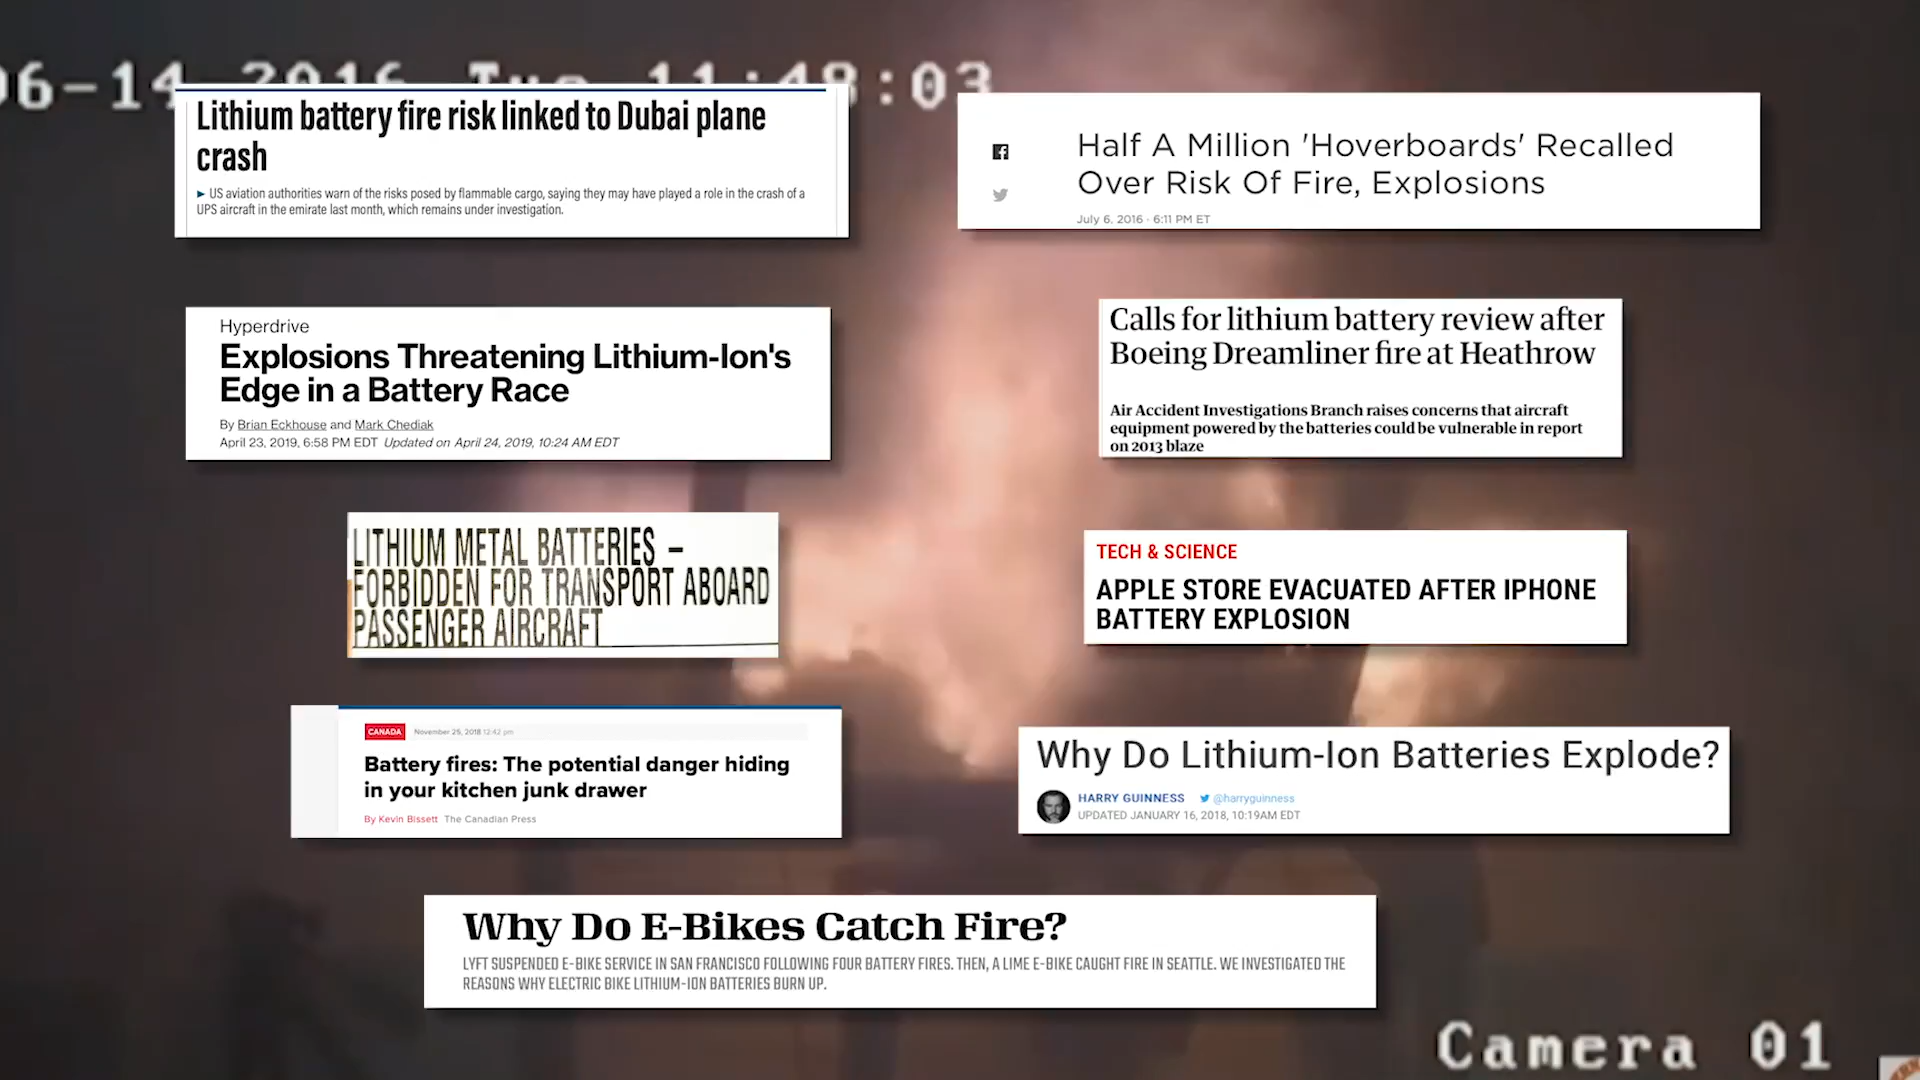 06-14-2016 Tue 11:48:03
Lithium battery fire risk linked to Dubai plane
crash
► US aviation authorities warn of the risks posed by flammable cargo, saying they may have played a role in the crash of a
UPS aircraft in the emirate last month, which remains under investigation.
Half A Million 'Hoverboards' Recalled
Over Risk Of Fire, Explosions
July 6, 2016 · 6:11 PM ET
Hyperdrive
Explosions Threatening Lithium-Ion's
Edge in a Battery Race
By Brian Eckhouse and Mark Chediak
April 23, 2019, 6:58 PM EDT Updated on April 24, 2019, 10:24 AM EDT
Calls for lithium battery review after
Boeing Dreamliner fire at Heathrow
Air Accident Investigations Branch raises concerns that aircraft
equipment powered by the batteries could be vulnerable in report
on 2013 blaze
LITHIUM METAL BATTERIES –
FORBIDDEN FOR TRANSPORT ABOARD
PASSENGER AIRCRAFT
TECH & SCIENCE
APPLE STORE EVACUATED AFTER IPHONE
BATTERY EXPLOSION
CANADA November 25, 2018 12:42 pm
Battery fires: The potential danger hiding
in your kitchen junk drawer
By Kevin Bissett The Canadian Press
Why Do Lithium-Ion Batteries Explode?
HARRY GUINNESS @harryguinness
UPDATED JANUARY 16, 2018, 10:19AM EDT
Why Do E-Bikes Catch Fire?
LYFT SUSPENDED E-BIKE SERVICE IN SAN FRANCISCO FOLLOWING FOUR BATTERY FIRES. THEN, A LIME E-BIKE CAUGHT FIRE IN SEATTLE. WE INVESTIGATED THE
REASONS WHY ELECTRIC BIKE LITHIUM-ION BATTERIES BURN UP.
Camera 01